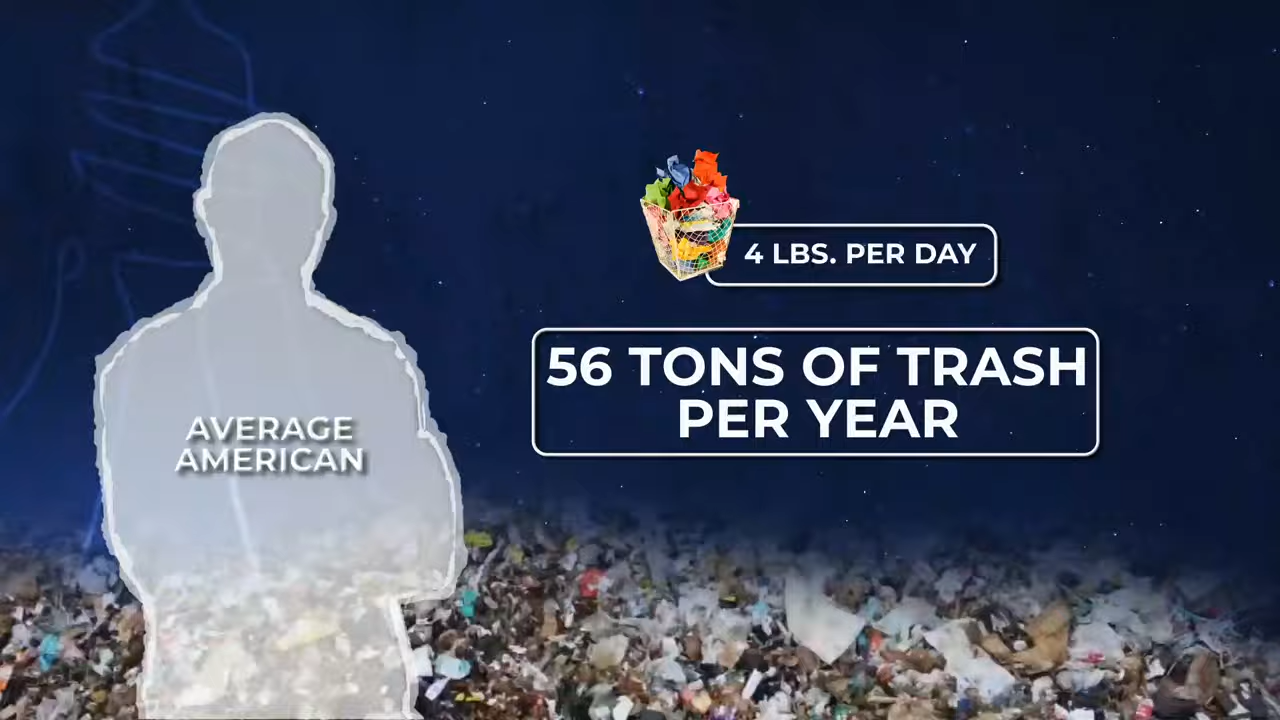 4 LBS. PER DAY
56 TONS OF TRASH
PER YEAR
AVERAGE
AMERICAN